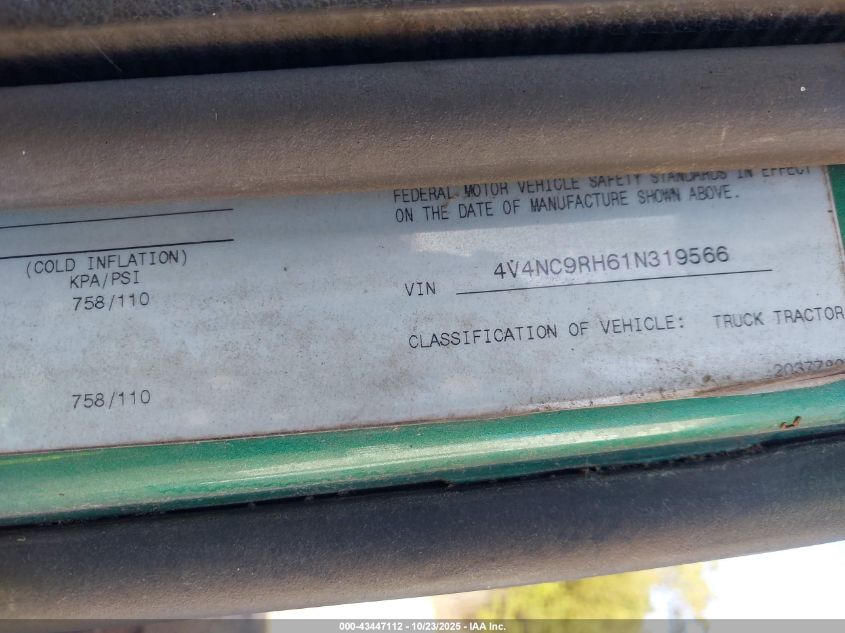 FEDERAL MOTOR VEHICLE SAFETY STANDARDS IN EFFECT
ON THE DATE OF MANUFACTURE SHOWN ABOVE.
(COLD INFLATION)
KPA/PSI
758/110
VIN 4V4NC9RH61N319566
CLASSIFICATION OF VEHICLE: TRUCK TRACTOR
758/110
000-43447112 - 10/23/2025 - IAA Inc.